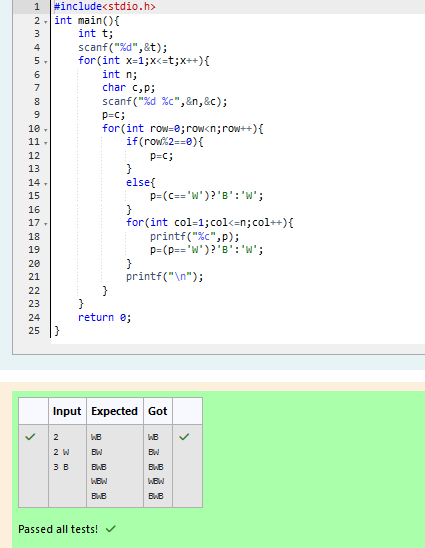 1 #include<stdio.h>
2 int main(){
3     int t;
4     scanf("%d",&t);
5     for(int x=1;x<=t;x++){
6         int n;
7         char c,p;
8         scanf("%d %c",&n,&c);
9         p=c;
10         for(int row=0;row<n;row++){
11             if(row%2==0){
12                 p=c;
13             }
14             else{
15                 p=(c=='W')?'B':'W';
16             }
17             for(int col=1;col<=n;col++){
18                 printf("%c",p);
19                 p=(p=='W')?'B':'W';
20             }
21             printf("\n");
22         }
23     }
24     return 0;
25 }
Input Expected Got
2 WB WB
2 W BW BW
3 B BWB BWB
WBW WBW
BWB BWB
Passed all tests!